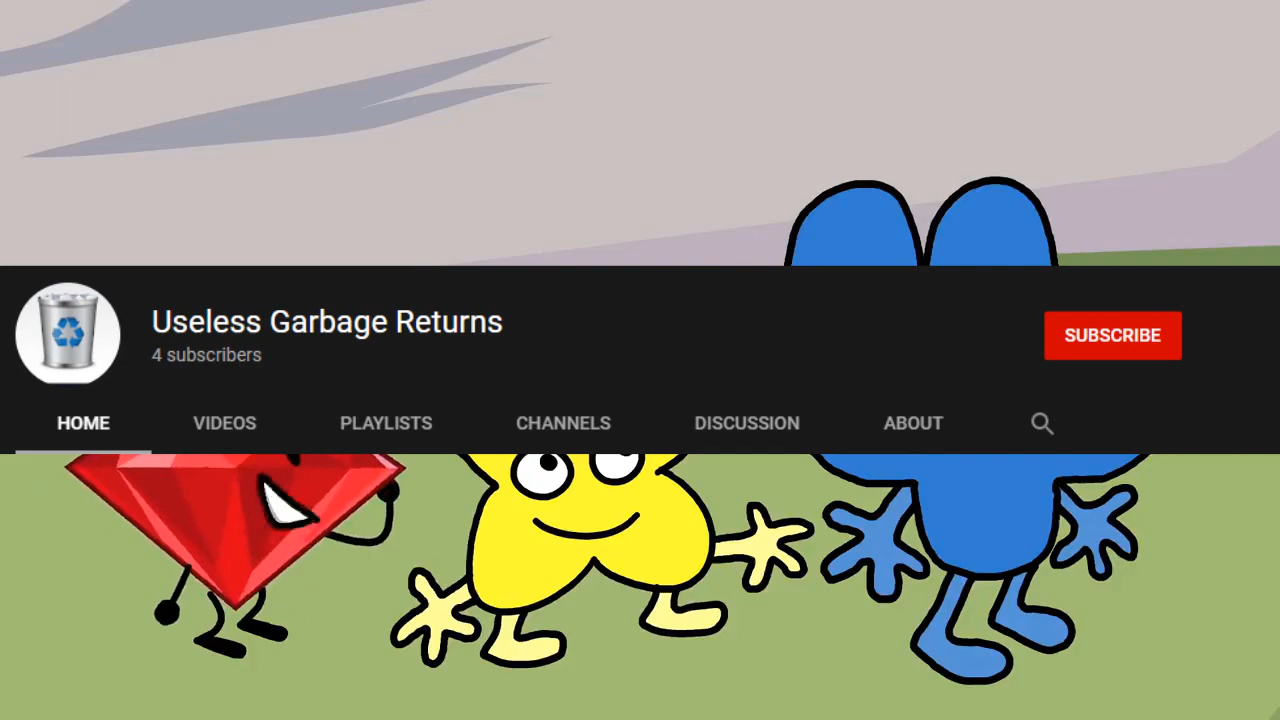 Useless Garbage Returns
4 subscribers
SUBSCRIBE
HOME VIDEOS PLAYLISTS CHANNELS DISCUSSION ABOUT